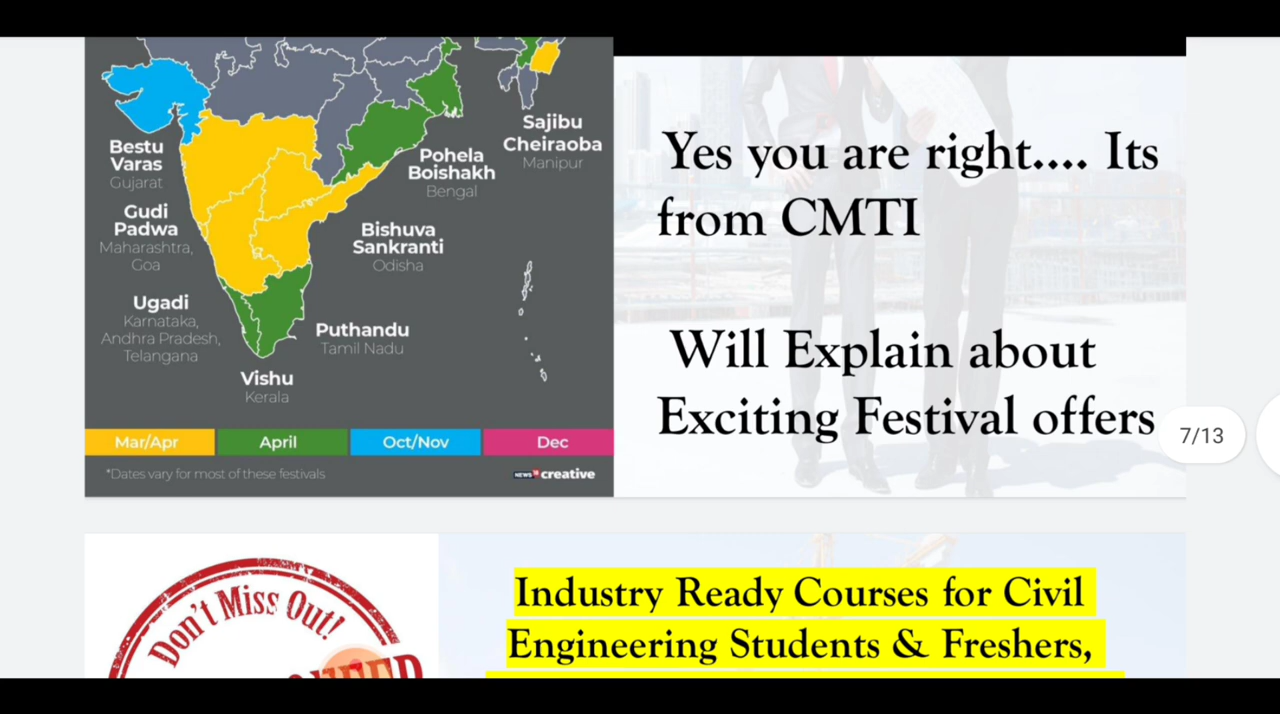 Sajibu
Cheiraoba
Manipur
Bestu
Varas
Gujarat
Pohela
Boishakh
Bengal
Gudi
Padwa
Maharashtra,
Goa
Bishuva
Sankranti
Odisha
Ugadi
Karnataka,
Andhra Pradesh,
Telangana
Puthandu
Tamil Nadu
Vishu
Kerala
Mar/Apr April Oct/Nov Dec
*Dates vary for most of these festivals
NEWS18 creative
Yes you are right.... Its
from CMTI
Will Explain about
Exciting Festival offers
7/13
Don't Miss Out!
Industry Ready Courses for Civil
Engineering Students & Freshers,